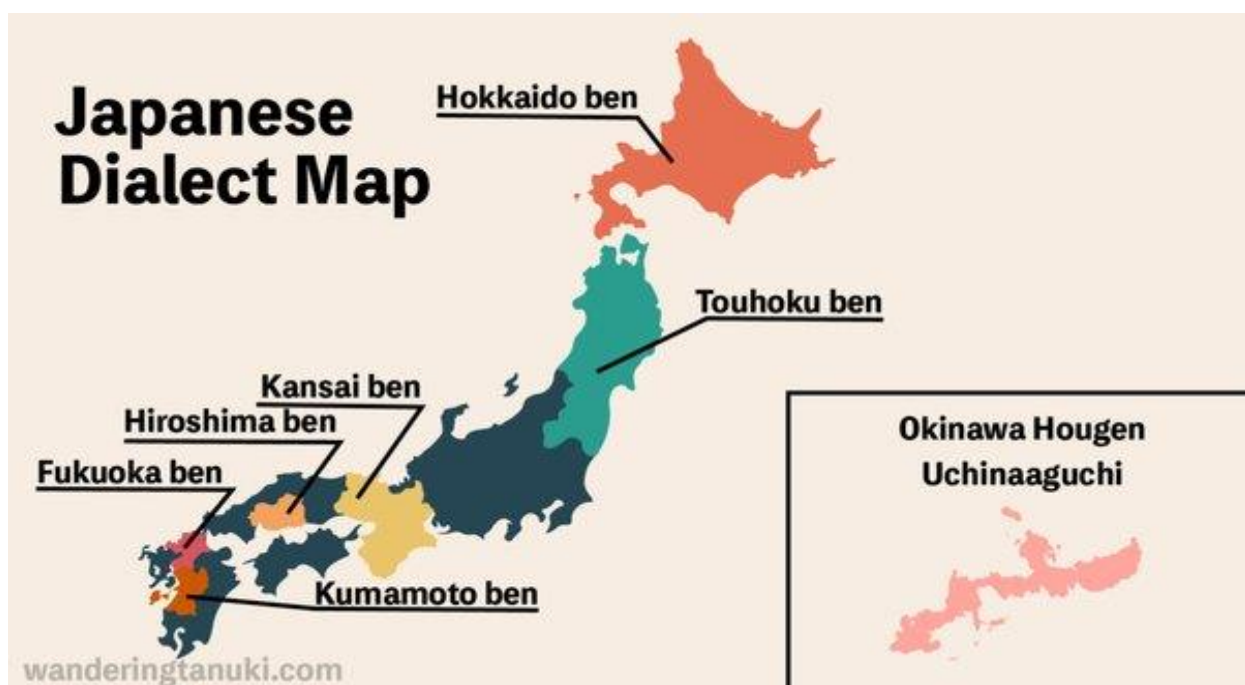 Japanese
Dialect Map
Hokkaido ben
Touhoku ben
Kansai ben
Hiroshima ben
Fukuoka ben
Kumamoto ben
Okinawa Hougen
Uchinaaguchi
wanderingtanuki.com